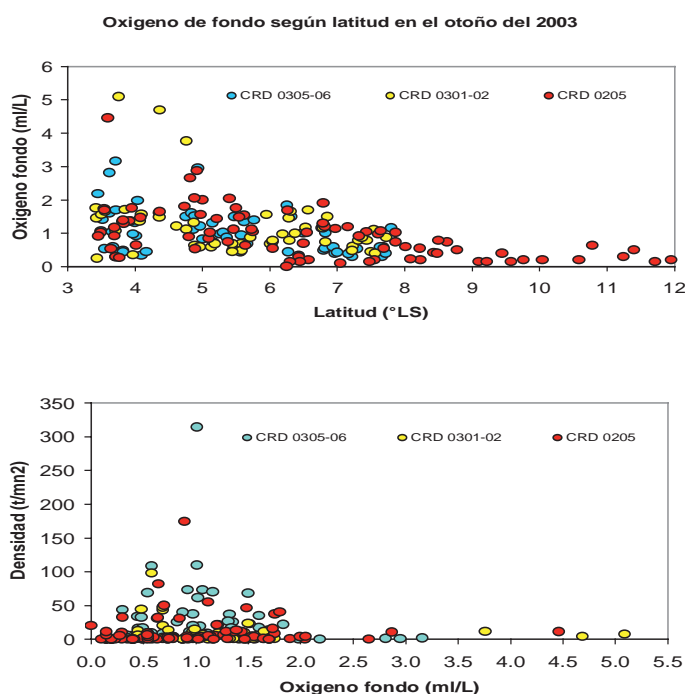 Oxigeno de fondo según latitud en el otoño del 2003
6
5
4
3
2
1
0
Oxigeno fondo (ml/L)
CRD 0305-06 CRD 0301-02 CRD 0205
3 4 5 6 7 8 9 10 11 12
Latitud (°LS)
350
300
250
200
150
100
50
0
Densidad (t/mn2)
CRD 0305-06 CRD 0301-02 CRD 0205
0.0 0.5 1.0 1.5 2.0 2.5 3.0 3.5 4.0 4.5 5.0 5.5
Oxigeno fondo (ml/L)